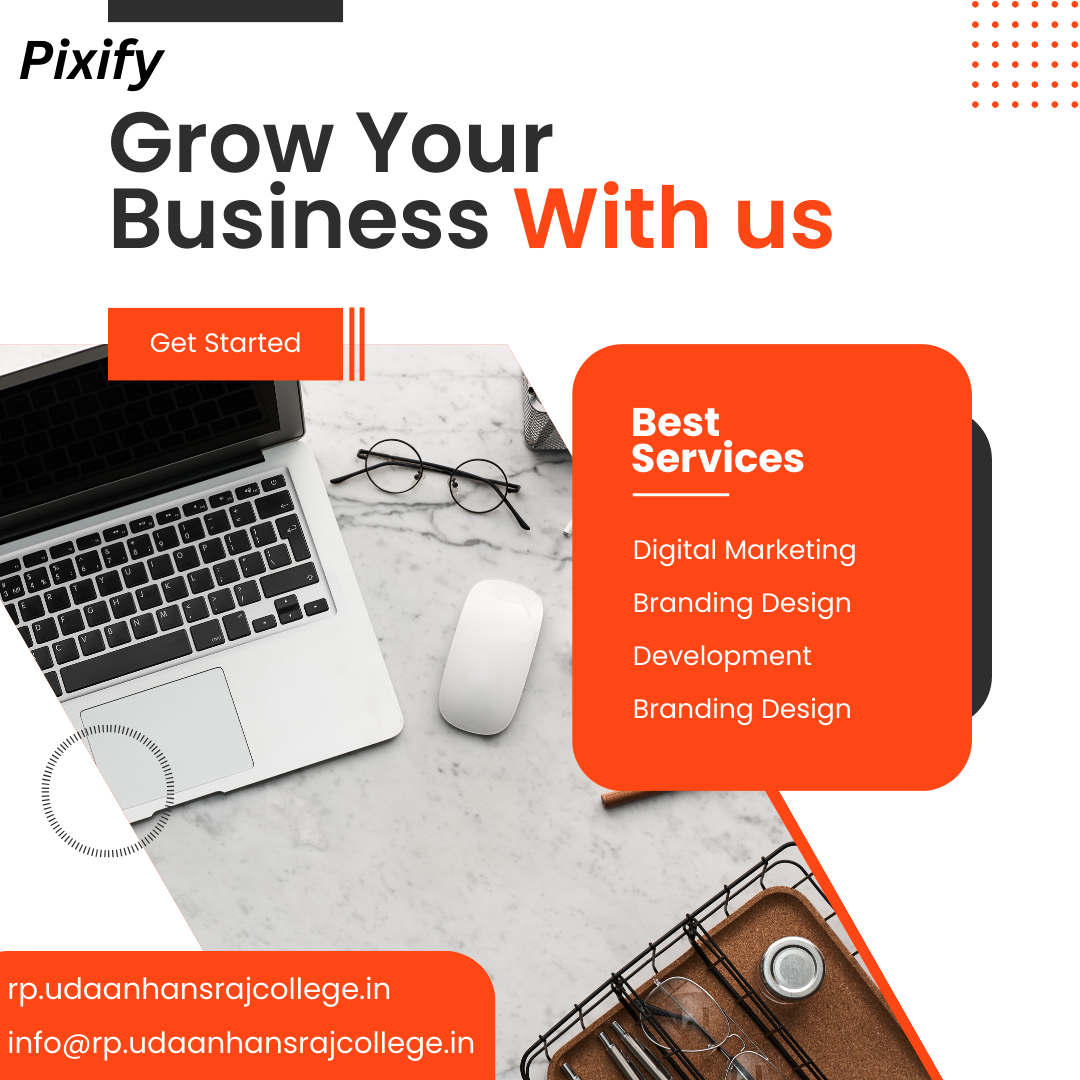 Pixify
Grow Your
Business With us
Get Started
Best
Services
Digital Marketing
Branding Design
Development
Branding Design
rp.udaanhansrajcollege.in
info@rp.udaanhansrajcollege.in